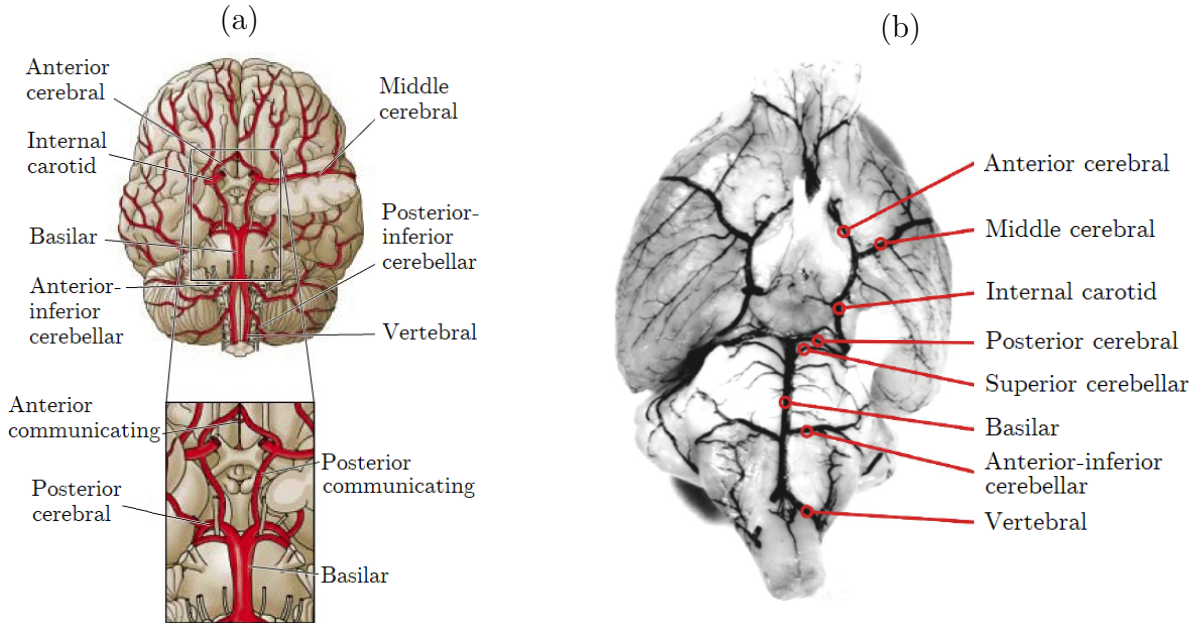 (a)
Anterior
cerebral
Middle
cerebral
Internal
carotid
Basilar
Posterior-
inferior
cerebellar
Anterior-
inferior
cerebellar
Vertebral
Anterior
communicating
Posterior
communicating
Posterior
cerebral
Basilar
(b)
Anterior cerebral
Middle cerebral
Internal carotid
Posterior cerebral
Superior cerebellar
Basilar
Anterior-inferior
cerebellar
Vertebral